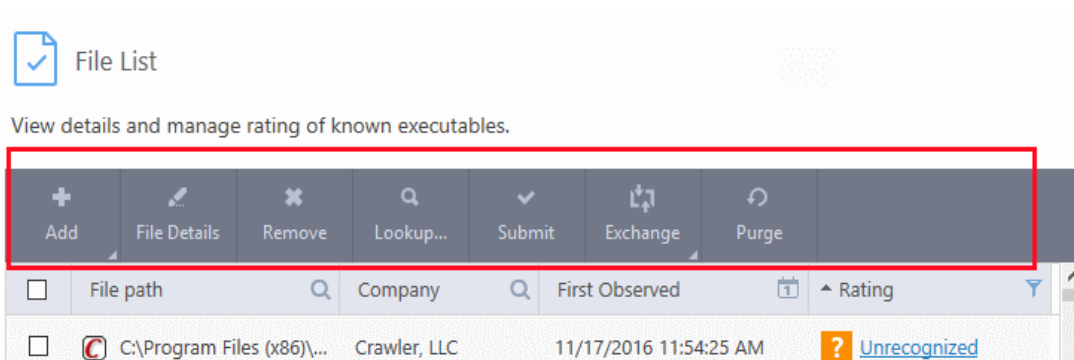 File List
View details and manage rating of known executables.
Add File Details Remove Lookup... Submit Exchange Purge
File path Company First Observed 1 Rating
C C:\Program Files (x86)\... Crawler, LLC 11/17/2016 11:54:25 AM ? Unrecognized